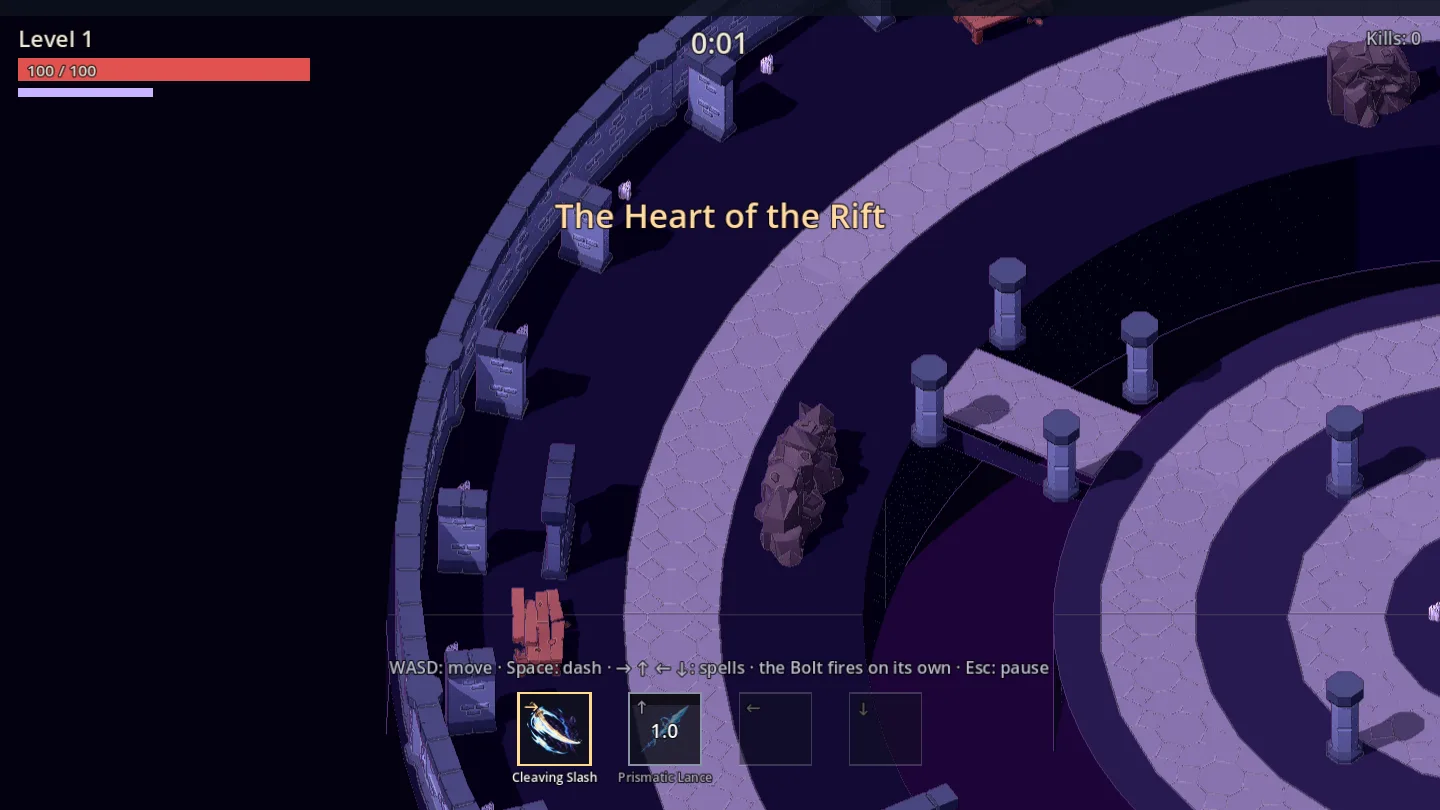 Level 1
0:01
Kills: 0
100 / 100
The Heart of the Rift
WASD: move · Space: dash · → ↑ ← ↓: spells · the Bolt fires on its own · Esc: pause
→
↑
←
↓
1.0
Cleaving Slash
Prismatic Lance